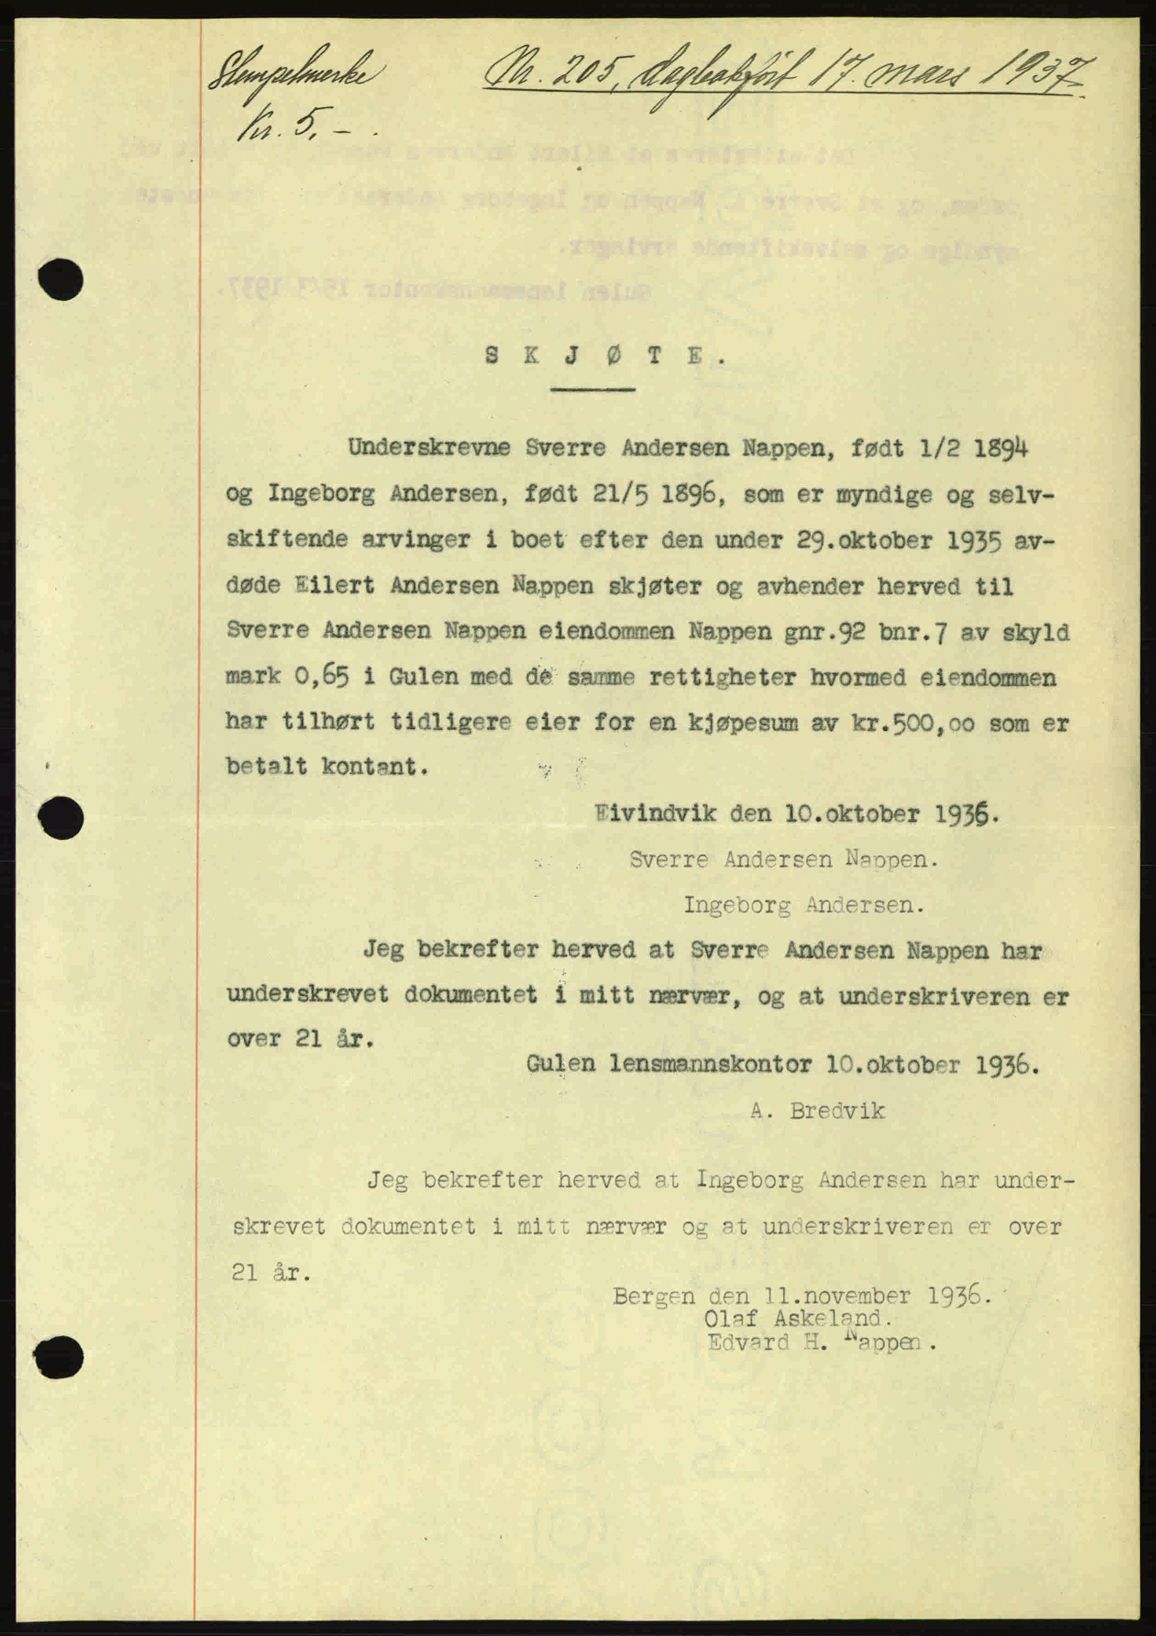 Stempelmerke
Kr. 5,- .
Nr. 205, dagbokført 17. mars 1937.
SKJØTE.
Underskrevne Sverre Andersen Nappen, født 1/2 1894
og Ingeborg Andersen, født 21/5 1896, som er myndige og selv-
skiftende arvinger i boet efter den under 29.oktober 1935 av-
døde Eilert Andersen Nappen skjøter og avhender herved til
Sverre Andersen Nappen eiendommen Nappen gnr.92 bnr.7 av skyld
mark 0,65 i Gulen med de samme rettigheter hvormed eiendommen
har tilhørt tidligere eier for en kjøpesum av kr.500,oo som er
betalt kontant.
Eivindvik den 10.oktober 1936.
Sverre Andersen Nappen.
Ingeborg Andersen.
Jeg bekrefter herved at Sverre Andersen Nappen har
underskrevet dokumentet i mitt nærvær, og at underskriveren er
over 21 år.
Gulen lensmannskontor 10.oktober 1936.
A. Bredvik
Jeg bekrefter herved at Ingeborg Andersen har under-
skrevet dokumentet i mitt nærvær og at underskriveren er over
21 år.
Bergen den 11.november 1936.
Olaf Askeland.
Edvard H. Nappen.